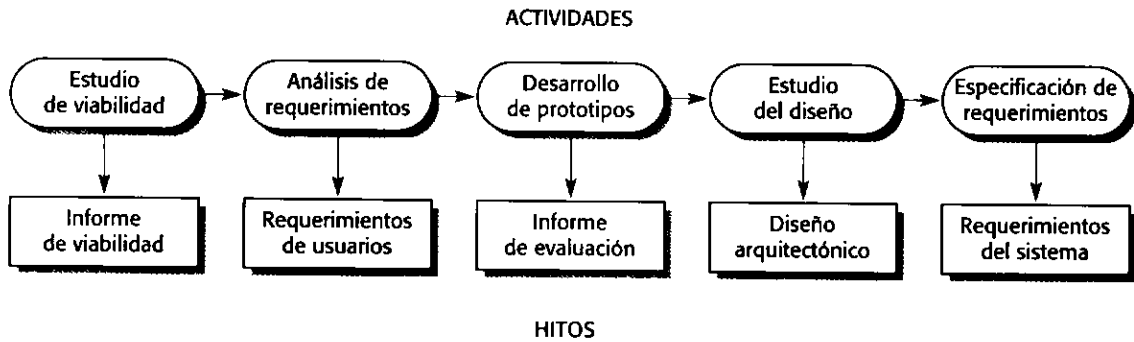 ACTIVIDADES
Estudio
de viabilidad
Análisis de
requerimientos
Desarrollo
de prototipos
Estudio
del diseño
Especificación de
requerimientos
Informe
de viabilidad
Requerimientos
de usuarios
Informe
de evaluación
Diseño
arquitectónico
Requerimientos
del sistema
HITOS